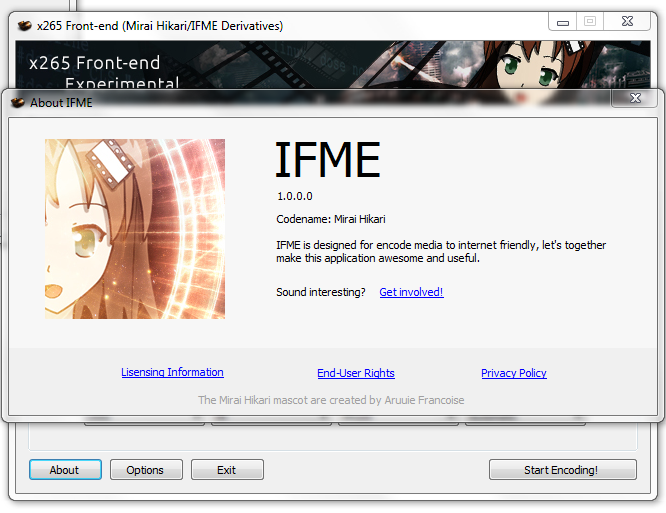 x265 Front-end (Mirai Hikari/IFME Derivatives)
x265 Front-end
Experimental
About IFME
IFME
1.0.0.0
Codename: Mirai Hikari
IFME is designed for encode media to internet friendly, let's together
make this application awesome and useful.
Sound interesting? Get involved!
Lisensing Information End-User Rights Privacy Policy
The Mirai Hikari mascot are created by Aruuie Francoise
About Options Exit Start Encoding!